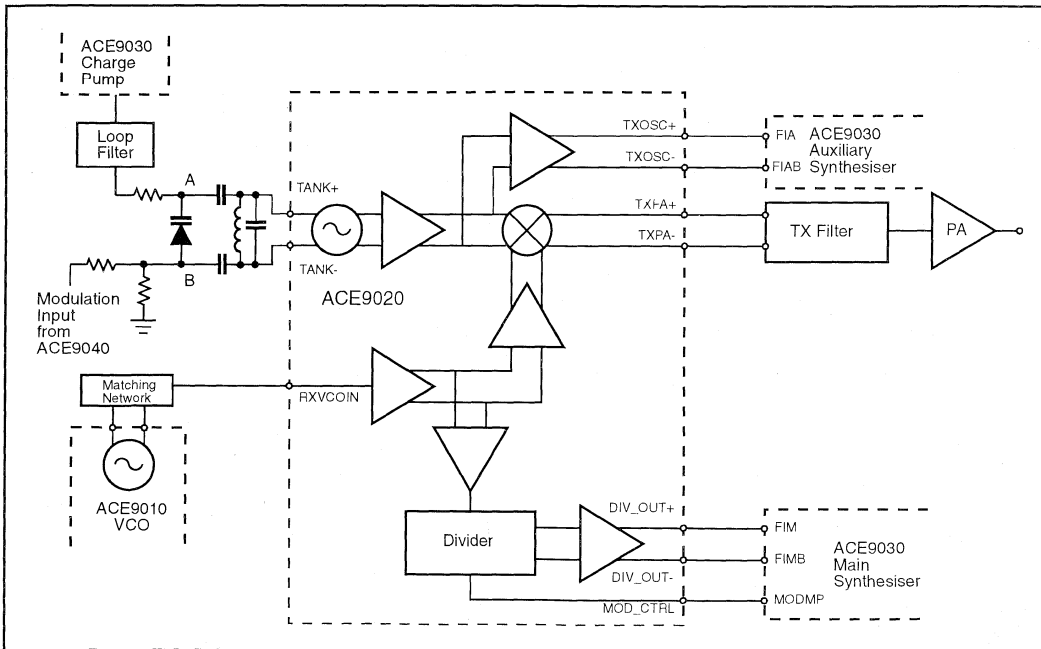 ACE9030
Charge
Pump
Loop
Filter
A
B
Modulation
Input
from
ACE9040
Matching
Network
ACE9010
VCO
TANK+
TANK-
ACE9020
RXVCOIN
TXOSC+
TXOSC-
TXPA+
TXPA-
FIA
FIAB
ACE9030
Auxiliary
Synthesiser
TX Filter
PA
Divider
DIV_OUT+
DIV_OUT-
MOD_CTRL
FIM
FIMB
MODMP
ACE9030
Main
Synthesiser